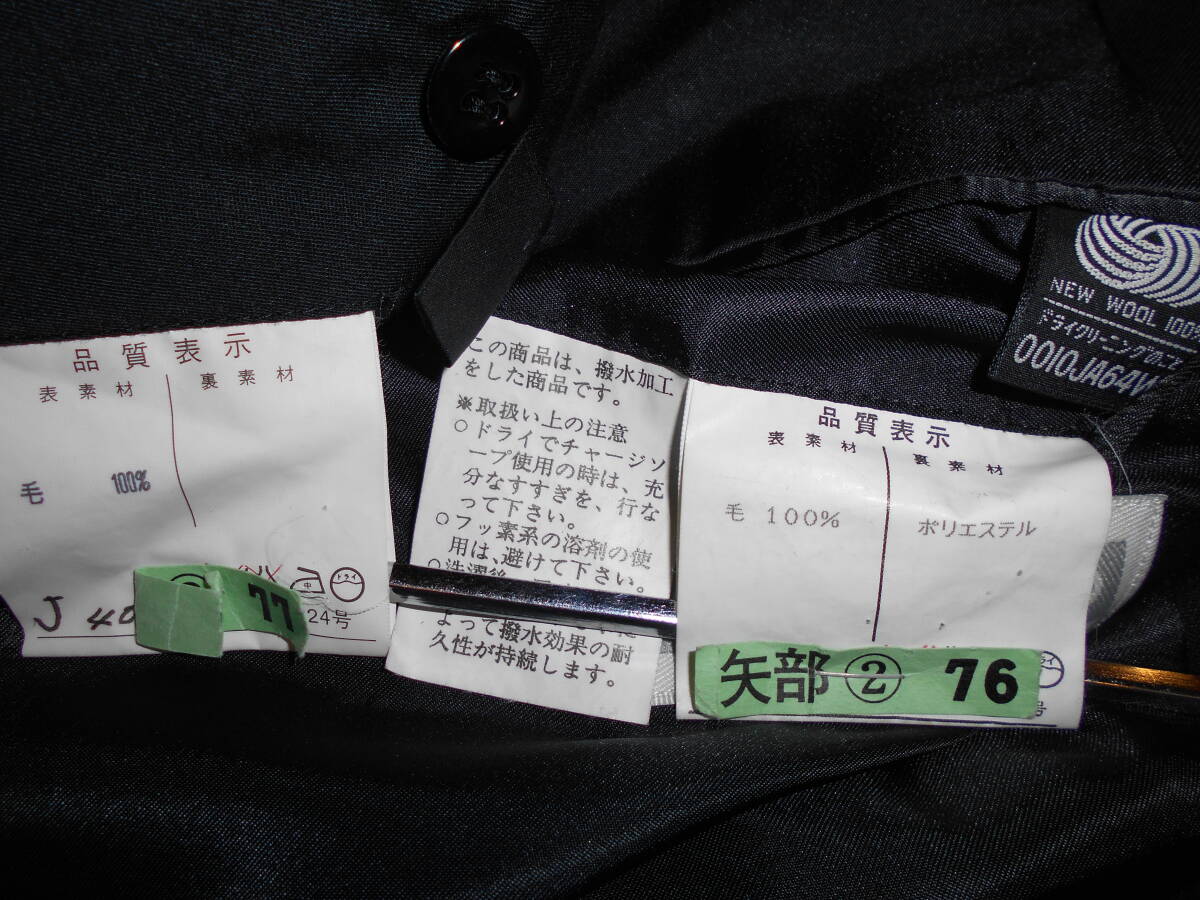 品質表示
表素材 裏素材
毛 100%
77
J 40
24号
この商品は、撥水加工
をした商品です。
※取扱い上の注意
○ドライでチャージソ
ープ使用の時は、充
分なすすぎを、行な
って下さい。
○フッ素系の溶剤の使
用は、避けて下さい。
よって撥水効果の耐
久性が持続します。
品質表示
表素材 裏素材
毛 100% ポリエステル
矢部 ② 76
号
NEW WOOL 100
ドライクリーニング
0010JA64